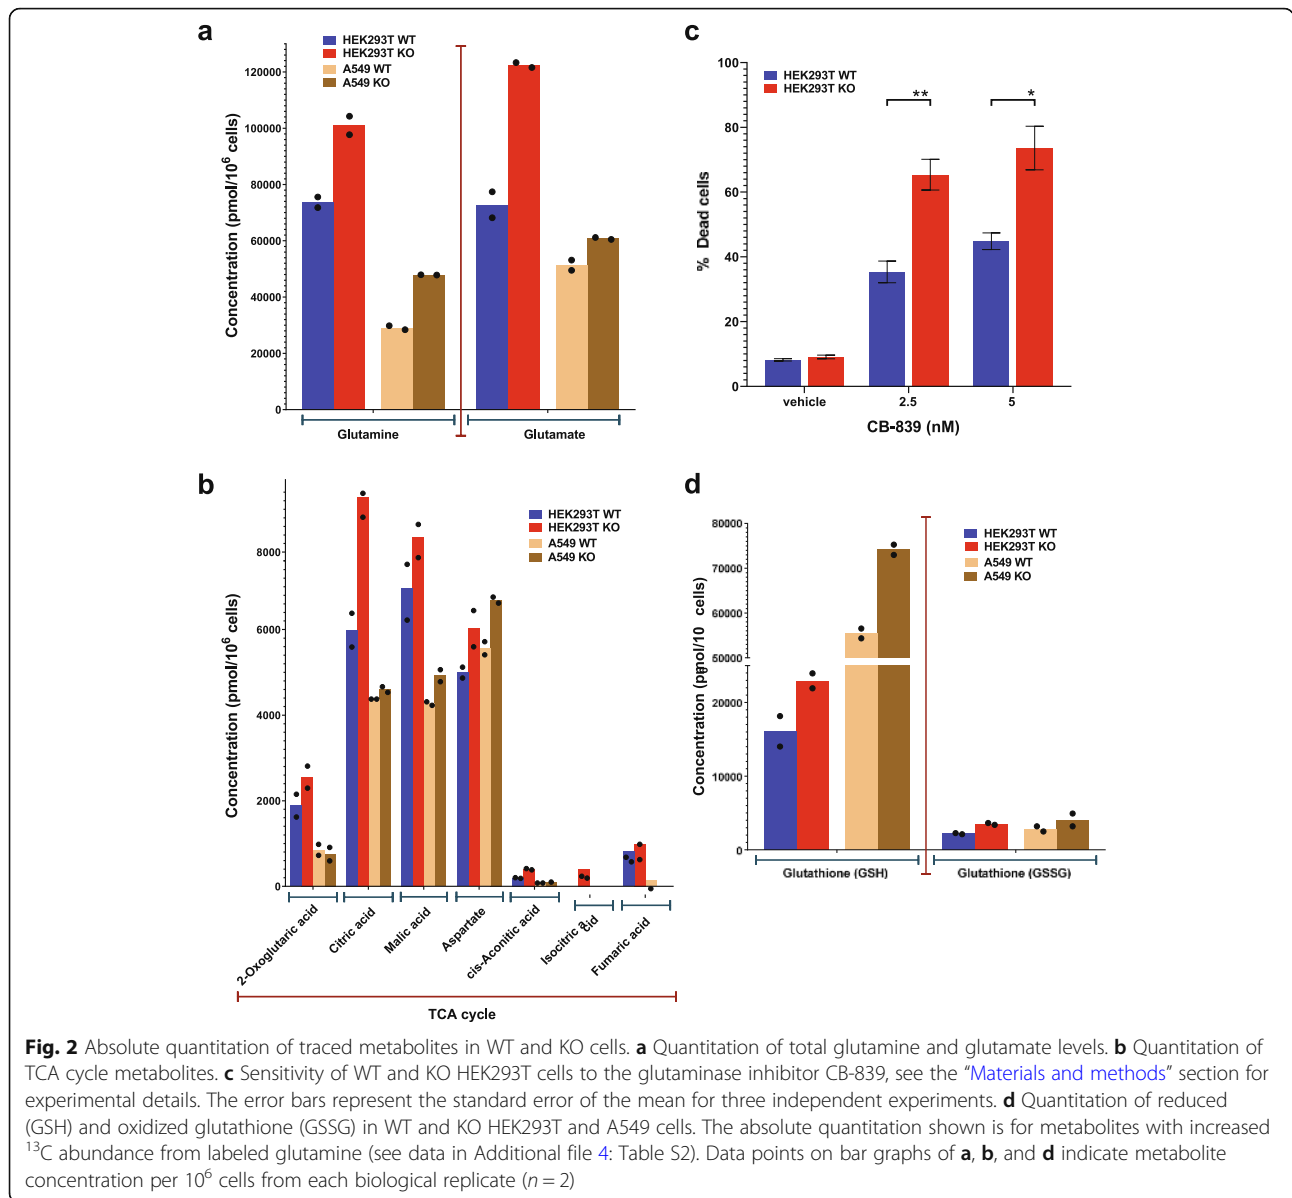 a
HEK293T WT
HEK293T KO
A549 WT
A549 KO
Concentration (pmol/10⁶ cells)
120000
100000
80000
60000
40000
20000
0
Glutamine
Glutamate
c
HEK293T WT
HEK293T KO
% Dead cells
100
80
60
40
20
0
**
*
vehicle
2.5
5
CB-839 (nM)
b
HEK293T WT
HEK293T KO
A549 WT
A549 KO
Concentration (pmol/10⁶ cells)
8000
6000
4000
2000
0
2-Oxoglutaric acid
Citric acid
Malic acid
Aspartate
cis-Aconitic acid
Isocitric acid
Fumaric acid
TCA cycle
d
HEK293T WT
HEK293T KO
A549 WT
A549 KO
Concentration (pmol/10⁶ cells)
80000
70000
60000
50000
20000
10000
0
Glutathione (GSH)
Glutathione (GSSG)
Fig. 2 Absolute quantitation of traced metabolites in WT and KO cells. a Quantitation of total glutamine and glutamate levels. b Quantitation of
TCA cycle metabolites. c Sensitivity of WT and KO HEK293T cells to the glutaminase inhibitor CB-839, see the "Materials and methods" section for
experimental details. The error bars represent the standard error of the mean for three independent experiments. d Quantitation of reduced
(GSH) and oxidized glutathione (GSSG) in WT and KO HEK293T and A549 cells. The absolute quantitation shown is for metabolites with increased
¹³C abundance from labeled glutamine (see data in Additional file 4: Table S2). Data points on bar graphs of a, b, and d indicate metabolite
concentration per 10⁶ cells from each biological replicate (n = 2)